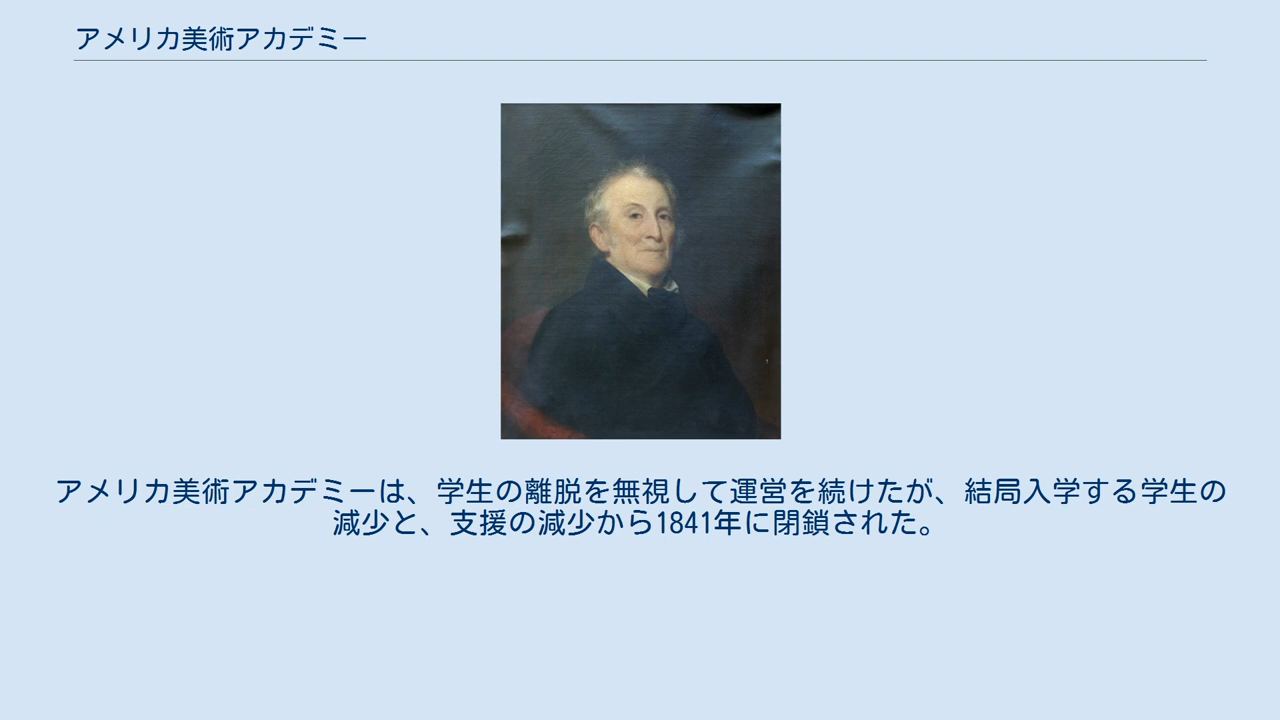 アメリカ美術アカデミー
アメリカ美術アカデミーは、学生の離脱を無視して運営を続けたが、結局入学する学生の
減少と、支援の減少から1841年に閉鎖された。